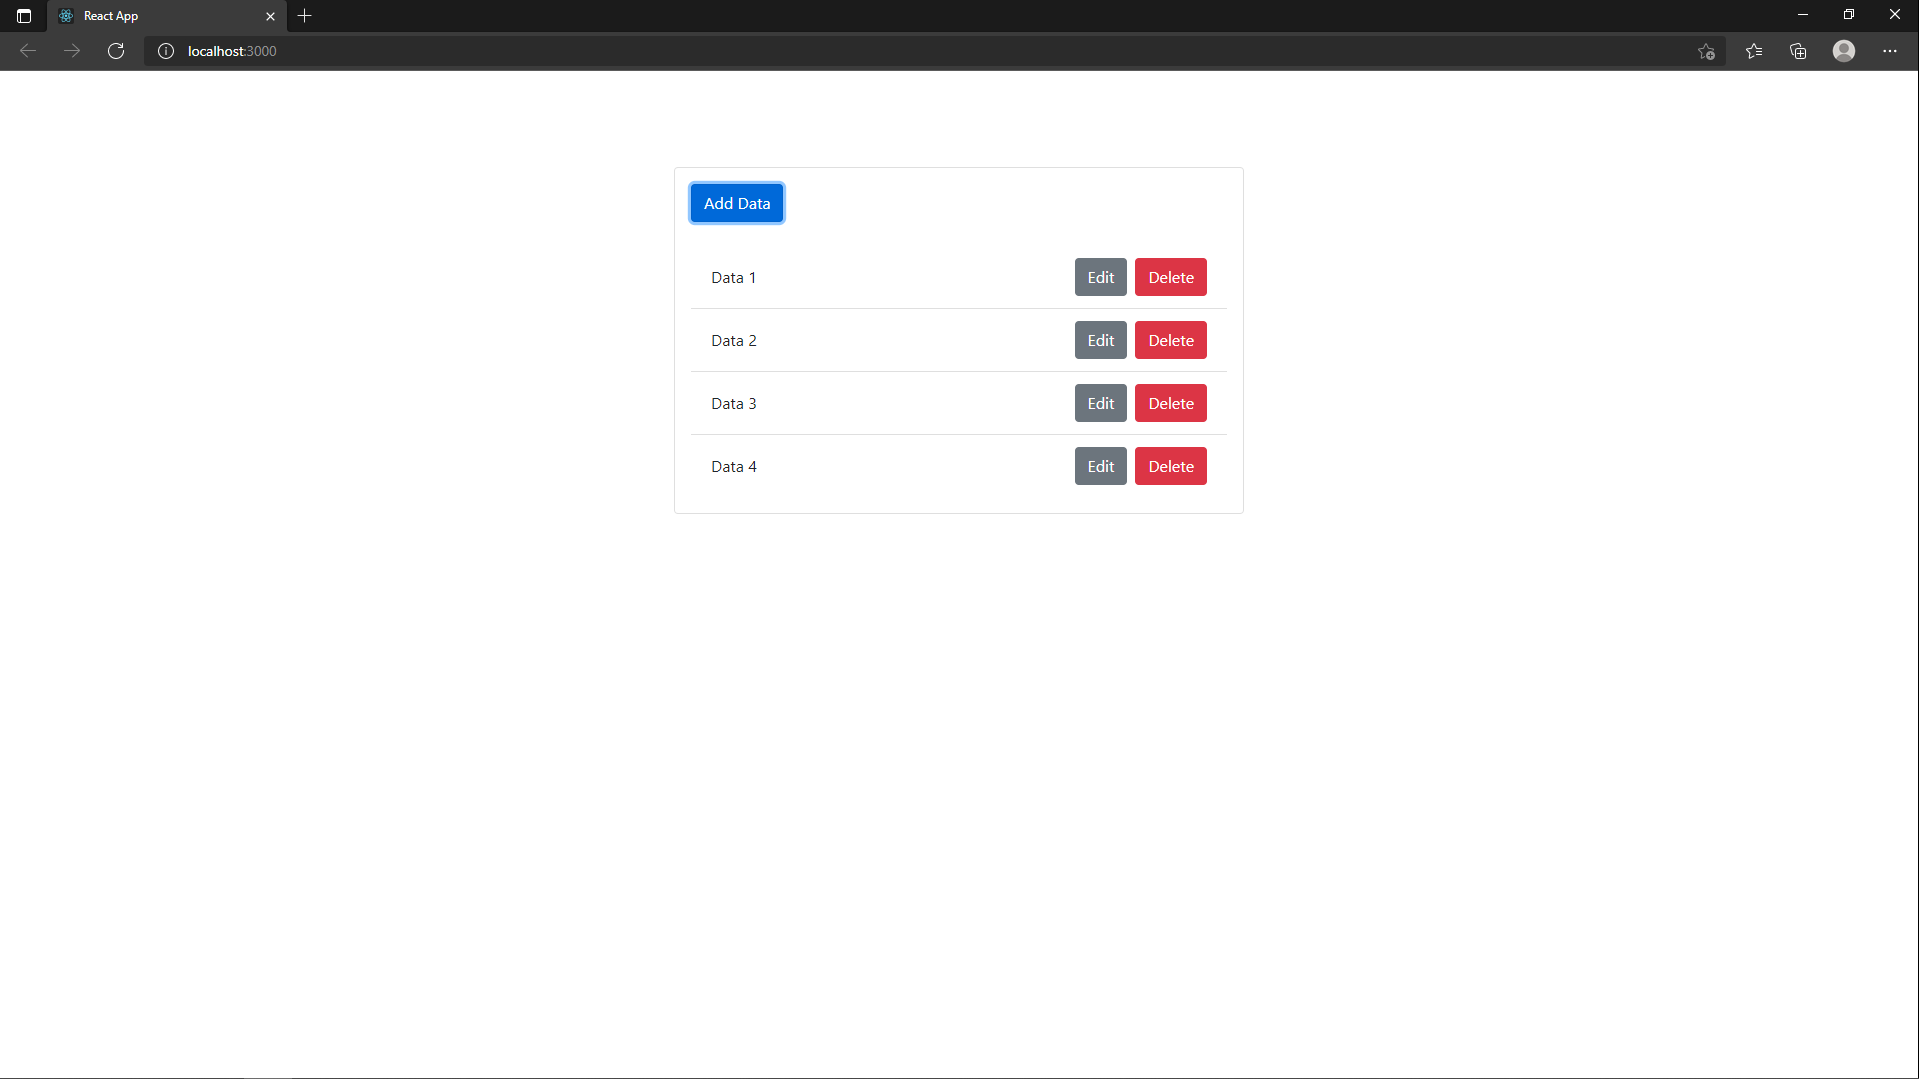 React App
localhost:3000
Add Data
Data 1 Edit Delete
Data 2 Edit Delete
Data 3 Edit Delete
Data 4 Edit Delete